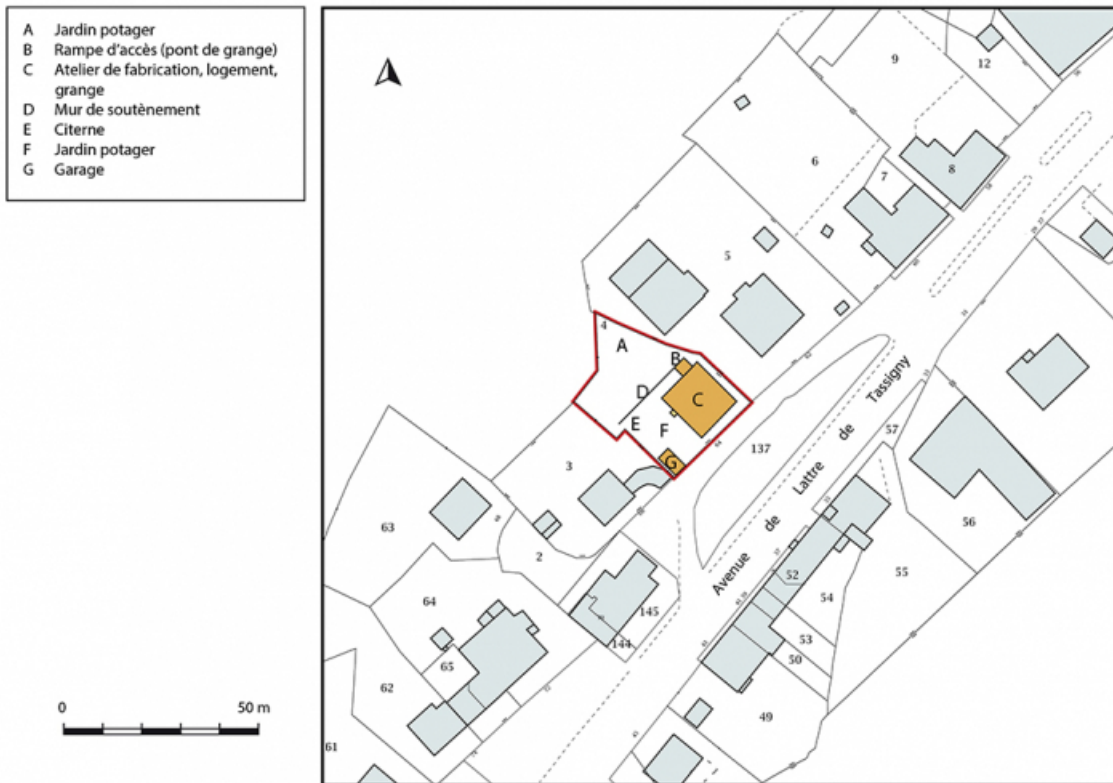 A Jardin potager
B Rampe d'accès (pont de grange)
C Atelier de fabrication, logement,
grange
D Mur de soutènement
E Citerne
F Jardin potager
G Garage
0 50 m
9
12
6
8
7
5
4
A
B
D
C
E
F
G
137
Avenue de Lattre de Tassigny
57
3
56
63
2
52
55
54
64
145
144
53
65
50
62
49
61